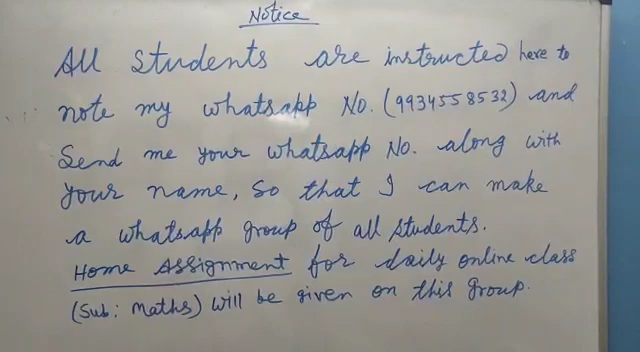 Notice
All students are instructed here to
note my whatsapp No. (9934558532) and
Send me your whatsapp No. along with
your name, So that I can make
a whatsapp group of all students.
Home Assignment for daily online class
(Sub: Maths) will be given on this group.